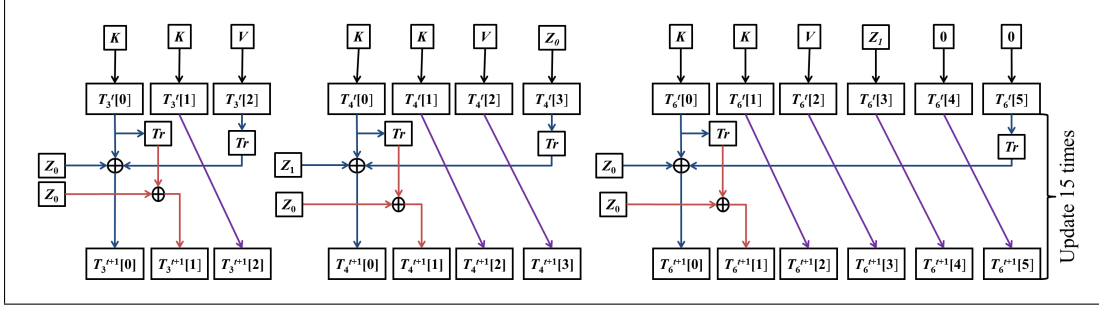 K K V K K V Z₀ K K V Z₁ 0 0
T₃ᵗ[0] T₃ᵗ[1] T₃ᵗ[2] T₄ᵗ[0] T₄ᵗ[1] T₄ᵗ[2] T₄ᵗ[3] T₆ᵗ[0] T₆ᵗ[1] T₆ᵗ[2] T₆ᵗ[3] T₆ᵗ[4] T₆ᵗ[5]
Tr Tr Tr Tr Tr Tr
Z₀ Z₁ Z₀
Z₀ Z₀ Z₀
T₃ᵗ⁺¹[0] T₃ᵗ⁺¹[1] T₃ᵗ⁺¹[2] T₄ᵗ⁺¹[0] T₄ᵗ⁺¹[1] T₄ᵗ⁺¹[2] T₄ᵗ⁺¹[3] T₆ᵗ⁺¹[0] T₆ᵗ⁺¹[1] T₆ᵗ⁺¹[2] T₆ᵗ⁺¹[3] T₆ᵗ⁺¹[4] T₆ᵗ⁺¹[5]
Update 15 times